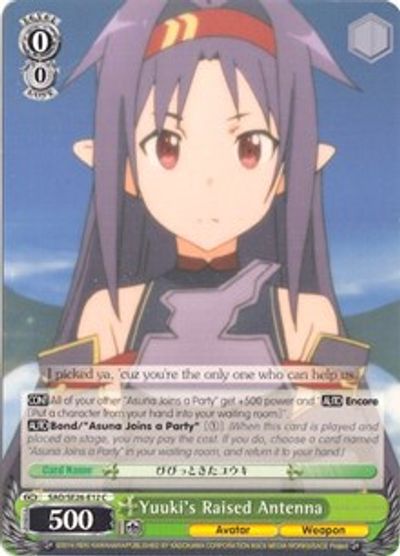 0
0
I picked ya, 'cuz you're the only one who can help us
CONT All of your other "Asuna Joins a Party" get +500 power and "AUTO Encore
[Put a character from your hand into your waiting room]"
AUTO Bond/"Asuna Joins a Party" [(1)] (When this card is played and
placed on stage, you may pay the cost. If you do, choose a card named
"Asuna Joins a Party" in your waiting room, and return it to your hand)
Card Name びびっときたユウキ
SAO/SE26-E12 C
500
Yuuki's Raised Antenna
Avatar Weapon